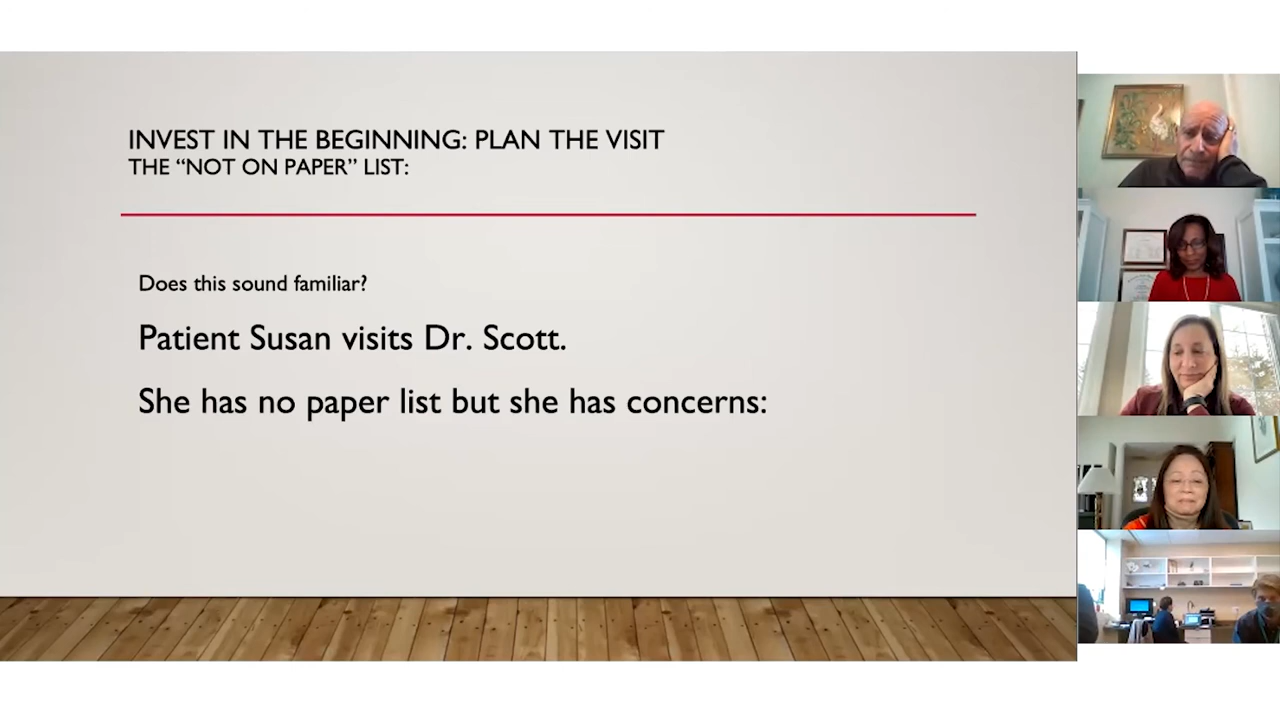 INVEST IN THE BEGINNING: PLAN THE VISIT
THE “NOT ON PAPER” LIST:
Does this sound familiar?
Patient Susan visits Dr. Scott.
She has no paper list but she has concerns: